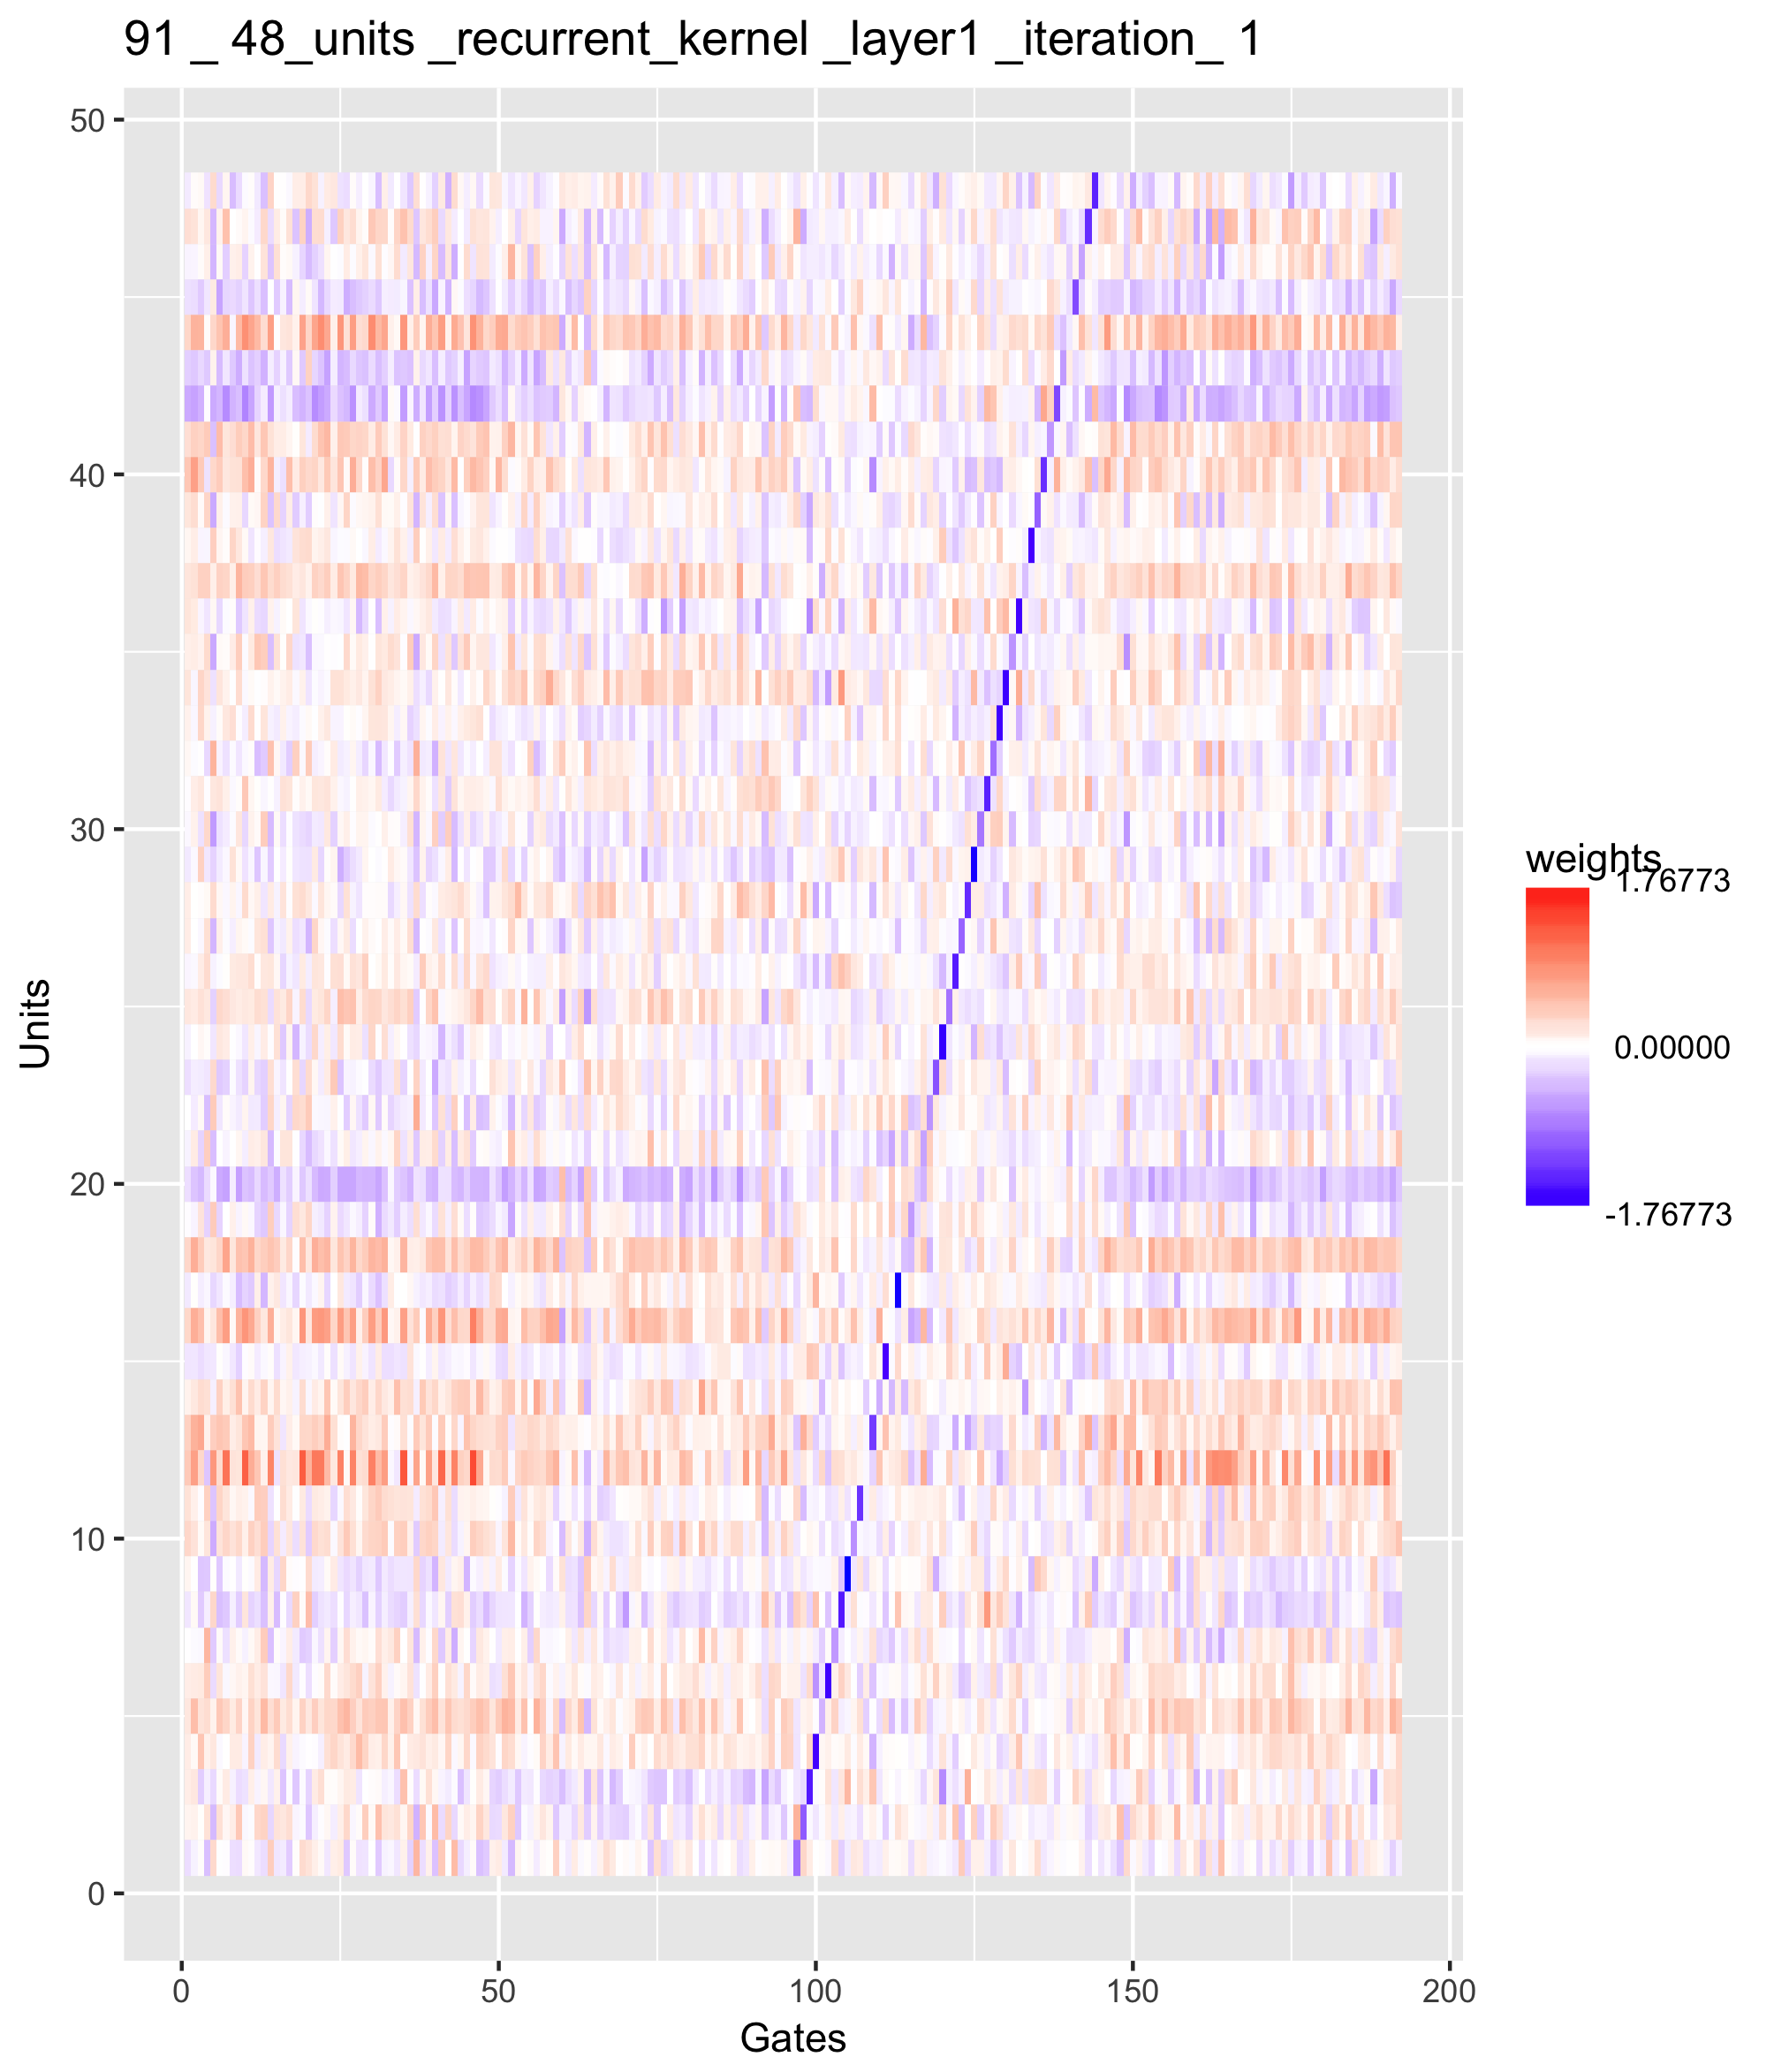 91 _ 48_units _recurrent_kernel _layer1 _iteration_ 1
50
40
30
20
10
0
Units
0 50 100 150 200
Gates
weights
1.76773
0.00000
-1.76773